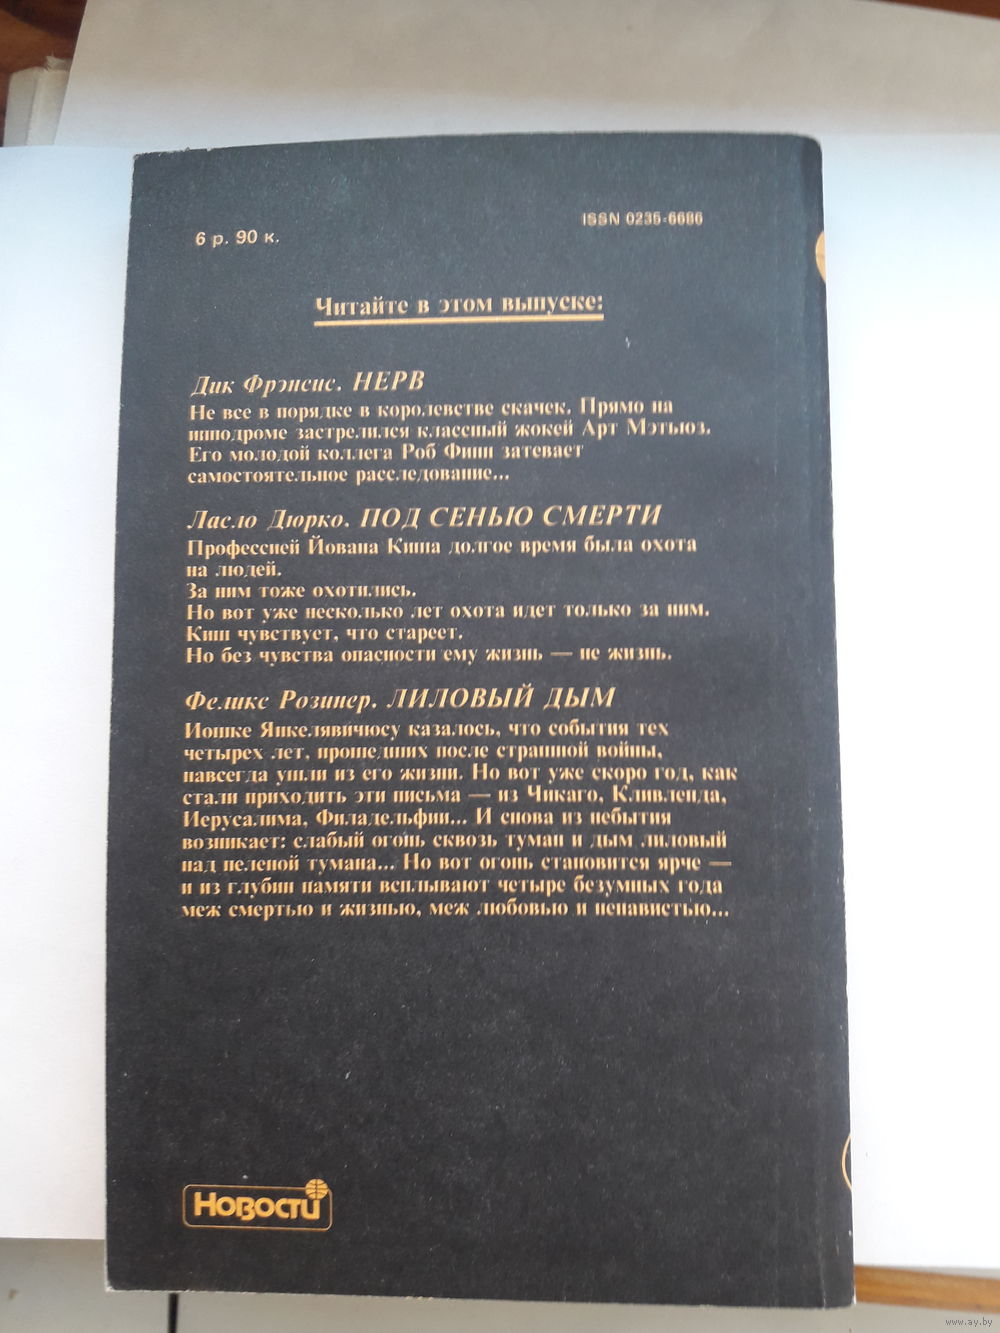 6 р. 90 к.
ISSN 0235-6686
Читайте в этом выпуске:
Дик Фрэнсис. НЕРВ
Не все в порядке в королевстве скачек. Прямо на
ипподроме застрелился классный жокей Арт Мэтьюз.
Его молодой коллега Роб Финн затевает
самостоятельное расследование...
Ласло Дюрко. ПОД СЕНЬЮ СМЕРТИ
Профессией Йована Киша долгое время была охота
на людей.
За ним тоже охотились.
Но вот уже несколько лет охота идет только за ним.
Киш чувствует, что стареет.
Но без чувства опасности ему жизнь — не жизнь.
Феликс Розинер. ЛИЛОВЫЙ ДЫМ
Иошке Янкелявичюсу казалось, что события тех
четырех лет, прошедших после страшной войны,
навсегда ушли из его жизни. Но вот уже скоро год, как
стали приходить эти письма — из Чикаго, Кливленда,
Иерусалима, Филадельфии... И снова из небытия
возникает: слабый огонь сквозь туман и дым лиловый
над пеленой тумана... Но вот огонь становится ярче —
и из глубин памяти всплывают четыре безумных года
меж смертью и жизнью, меж любовью и ненавистью...
Новости
www.ay.by